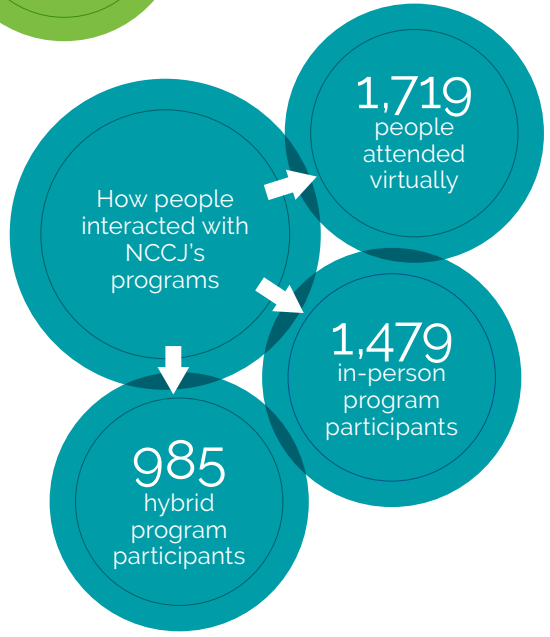 How people
interacted with
NCCJ's
programs
1,719
people
attended
virtually
1,479
in-person
program
participants
985
hybrid
program
participants